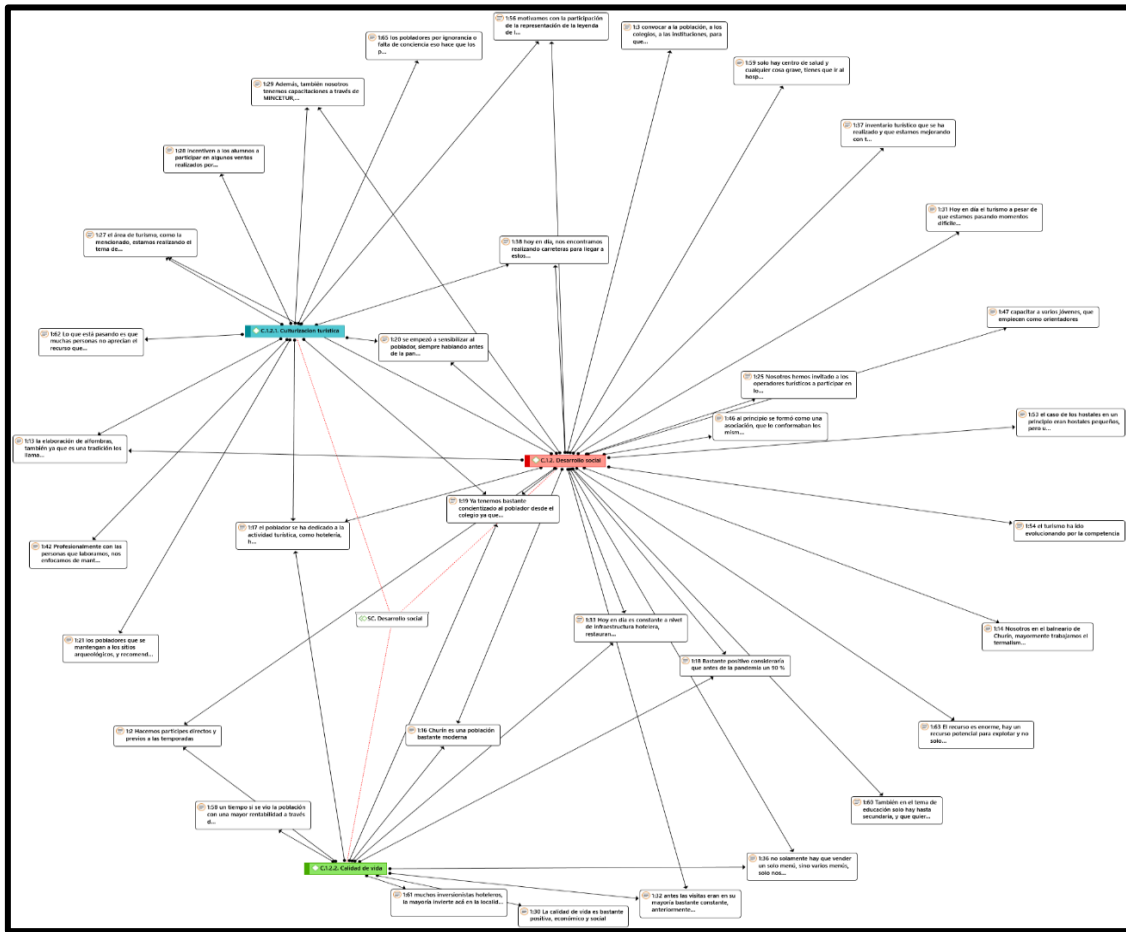 1:56 motivamos con la participación
de la representación de la leyenda
de l...
1:3 convocar a la población, a los
colegios, a las instituciones, para
que...
1:65 los pobladores por ignorancia o
falta de conciencia eso hace que los
p...
1:59 solo hay centro de salud y
cualquier cosa grave, tienes que ir al
hosp...
1:29 Además, también nosotros
tenemos capacitaciones a través de
MINCETUR,...
1:37 inventario turístico que se ha
realizado y que estamos mejorando
con t...
1:28 incentiven a los alumnos a
participar en algunos ventos
realizados por...
1:31 Hoy en día el turismo a pesar de
que estamos pasando momentos
difícile...
1:27 el área de turismo, como la
mencionado, estamos realizando el
tema de...
1:38 hoy en día, nos encontramos
realizando carreteras para llegar a
estos...
1:47 capacitar a varios jóvenes, que
empiecen como orientadores
C.1.2.1. Culturización turística
1:62 Lo que está pasando es que
muchas personas no aprecian el
recurso que...
1:20 se empezó a sensibilizar al
poblador, siempre hablando antes
de la pan...
1:25 Nosotros hemos invitado a los
operadores turísticos a participar en
lo...
1:53 el caso de los hostales en un
principio eran hostales pequeños,
pero u...
1:46 al principio se formó como una
asociación, que lo conformaban los
mism...
1:13 la elaboración de alfombras,
también ya que es una tradición los
llama...
C.1.2. Desarrollo social
1:19 Ya tenemos bastante
concientizado al poblador desde el
colegio ya que...
1:17 el poblador se ha dedicado a la
actividad turística, como hotelería,
h...
1:54 el turismo ha ido
evolucionando por la competencia
1:42 Profesionalmente con las
personas que laboramos, nos
enfocamos de mant...
SC. Desarrollo social
1:33 Hoy en día es constante a nivel
de infraestructura hotelera,
restauran...
1:14 Nosotros en el balneario de
Churín, mayormente trabajamos el
termalism...
1:21 los pobladores que se
mantengan a los sitios
arqueológicos, y recomend...
1:18 Bastante positivo consideraría
que antes de la pandemia un 90 %
1:2 Hacemos participes directos y
previos a las temporadas
1:16 Churín es una población
bastante moderna
1:63 El recurso es enorme, hay un
recurso potencial para explotar y no
solo...
1:58 un tiempo si se vio la población
con una mayor rentabilidad a través
d...
1:60 También en el tema de
educación solo hay hasta
secundaria, y que quier...
C.1.2.2. Calidad de vida
1:36 no solamente hay que vender
un solo menú, sino varios menús,
solo nos...
1:61 muchos inversionistas hoteleros,
la mayoría invierte acá en la localid...
1:32 antes las visitas eran en su
mayoría bastante constante,
anteriormente...
1:30 La calidad de vida es bastante
positiva, económico y social